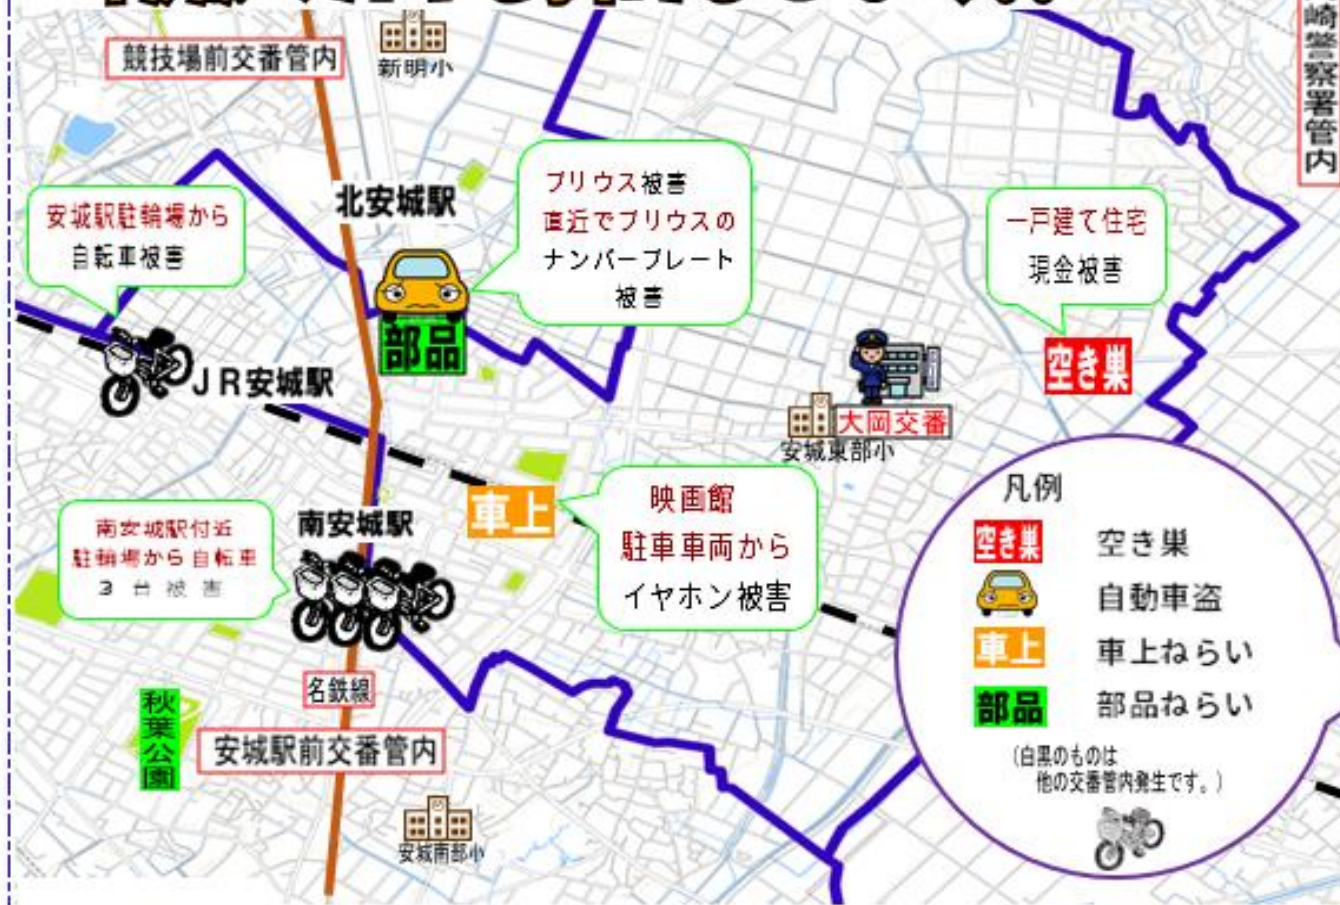 崎警察署管内
競技場前交番管内
新明小
北安城駅
プリウス被害
直近でプリウスの
ナンバープレート
被害
安城駅駐輪場から
自転車被害
一戸建て住宅
現金被害
部品
空き巣
JR安城駅
大岡交番
安城東部小
車上
映画館
駐車車両から
イヤホン被害
南安城駅
南安城駅付近
駐輪場から自転車
3台被害
凡例
空き巣 空き巣
自動車盗
車上 車上ねらい
部品 部品ねらい
(白黒のものは
他の交番管内発生です。)
名鉄線
秋葉公園
安城駅前交番管内
安城南部小